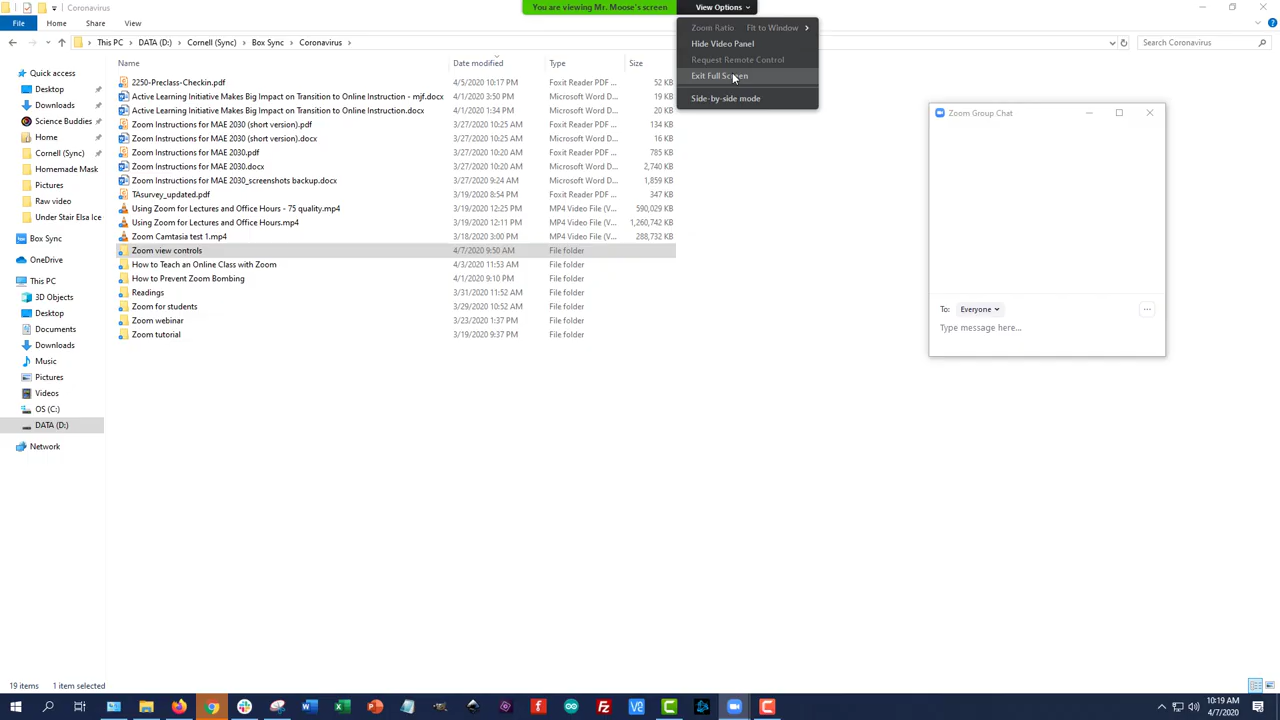 Coronavirus
You are viewing Mr. Moose's screen
View Options
File Home Share View
Zoom Ratio Fit to Window
Hide Video Panel
Request Remote Control
Exit Full Screen
Side-by-side mode
This PC DATA (D:) Cornell (Sync) Box Sync Coronavirus
Search Coronavirus
Name Date modified Type Size
Quick access
Desktop
Downloads
Science Buddies
Home
Cornell (Sync)
Homemade Mask
Pictures
Raw video
Under Stair Elsa Ice
Box Sync
OneDrive
This PC
3D Objects
Desktop
Documents
Downloads
Music
Pictures
Videos
OS (C:)
DATA (D:)
Network
2250-Preclass-Checkin.pdf 4/5/2020 10:17 PM Foxit Reader PDF ... 52 KB
Active Learning Initiative Makes Big Impact on Transition to Online Instruction - mjf.docx 4/1/2020 3:50 PM Microsoft Word D... 19 KB
Active Learning Initiative Makes Big Impact on Transition to Online Instruction.docx 4/1/2020 1:34 PM Microsoft Word D... 20 KB
Zoom Instructions for MAE 2030 (short version).pdf 3/27/2020 10:25 AM Foxit Reader PDF ... 134 KB
Zoom Instructions for MAE 2030 (short version).docx 3/27/2020 10:25 AM Microsoft Word D... 16 KB
Zoom Instructions for MAE 2030.pdf 3/27/2020 10:20 AM Foxit Reader PDF ... 785 KB
Zoom Instructions for MAE 2030.docx 3/27/2020 10:20 AM Microsoft Word D... 2,740 KB
Zoom Instructions for MAE 2030_screenshots backup.docx 3/27/2020 9:24 AM Microsoft Word D... 1,859 KB
TAsurvey_updated.pdf 3/19/2020 8:54 PM Foxit Reader PDF ... 347 KB
Using Zoom for Lectures and Office Hours - 75 quality.mp4 3/19/2020 12:25 PM MP4 Video File (V... 590,029 KB
Using Zoom for Lectures and Office Hours.mp4 3/19/2020 12:11 PM MP4 Video File (V... 1,260,742 KB
Zoom Camtasia test 1.mp4 3/18/2020 3:00 PM MP4 Video File (V... 288,732 KB
Zoom view controls 4/7/2020 9:50 AM File folder
How to Teach an Online Class with Zoom 4/3/2020 11:53 AM File folder
How to Prevent Zoom Bombing 4/1/2020 9:10 PM File folder
Readings 3/31/2020 11:52 AM File folder
Zoom for students 3/29/2020 10:52 AM File folder
Zoom webinar 3/23/2020 1:37 PM File folder
Zoom tutorial 3/19/2020 9:37 PM File folder
Zoom Group Chat
To: Everyone
Type message here...
19 items 1 item selected
10:19 AM
4/7/2020